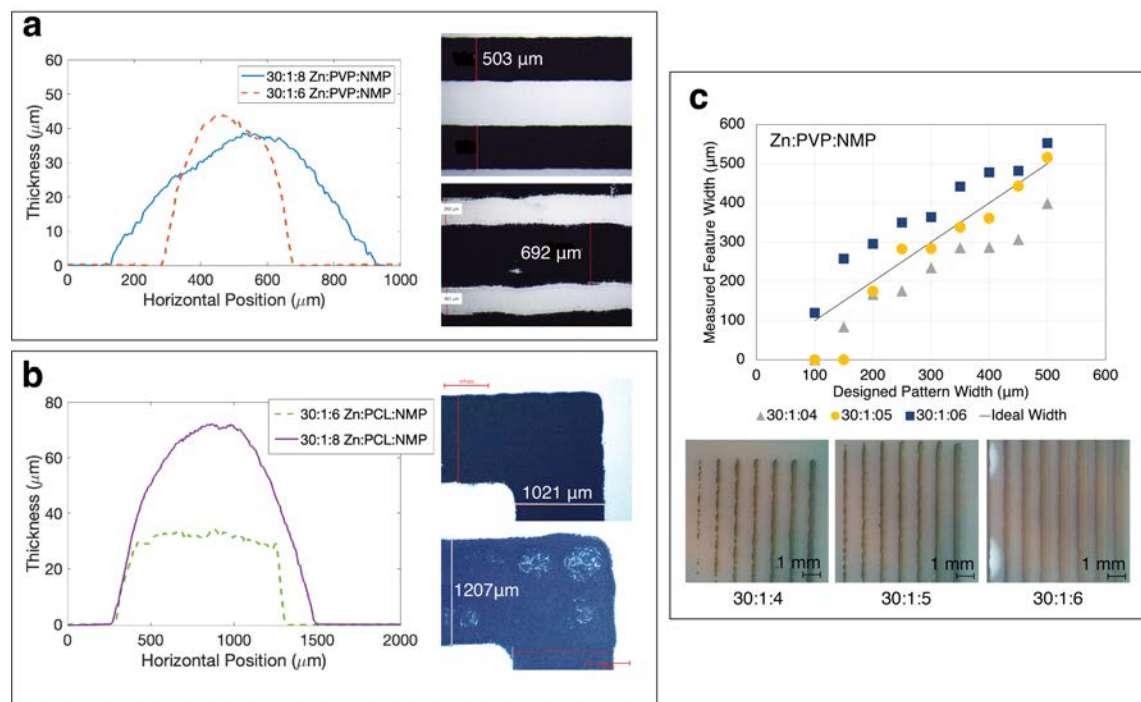 a
60
50
40
30
20
10
0
Thickness (μm)
30:1:8 Zn:PVP:NMP
30:1:6 Zn:PVP:NMP
0 200 400 600 800 1000
Horizontal Position (μm)
503 μm
692 μm
b
80
60
40
20
0
Thickness (μm)
30:1:6 Zn:PCL:NMP
30:1:8 Zn:PCL:NMP
0 500 1000 1500 2000
Horizontal Position (μm)
1021 μm
1207μm
c
Zn:PVP:NMP
600
500
400
300
200
100
0
Measured Feature Width (μm)
0 100 200 300 400 500 600
Designed Pattern Width (μm)
30:1:04 30:1:05 30:1:06 Ideal Width
1 mm 1 mm 1 mm
30:1:4 30:1:5 30:1:6